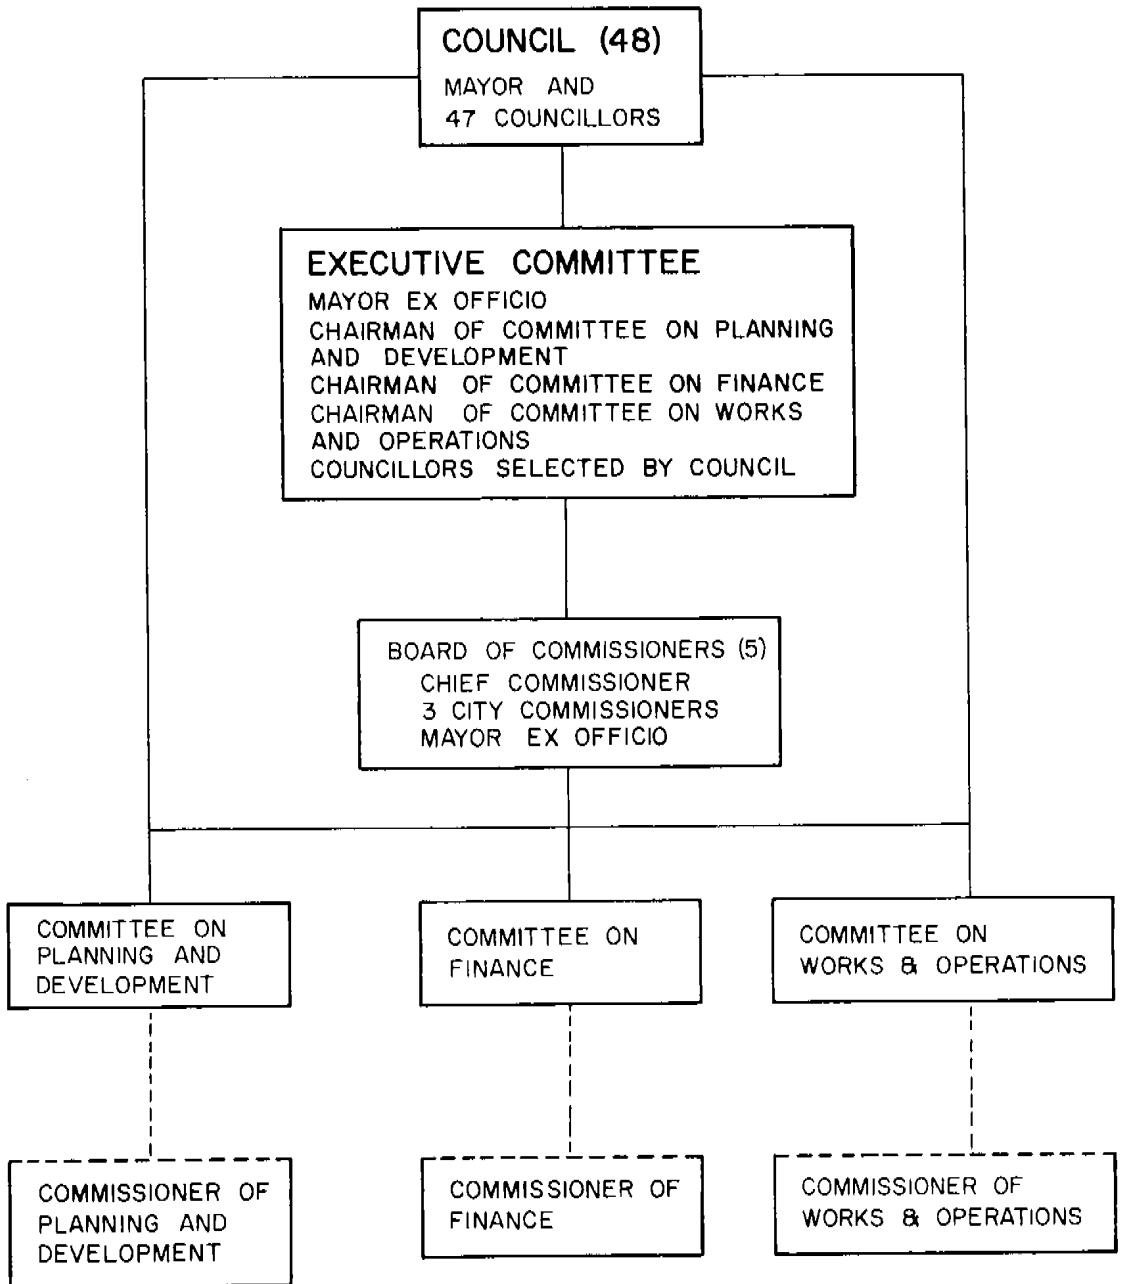 COUNCIL (48)
MAYOR AND
47 COUNCILLORS
EXECUTIVE COMMITTEE
MAYOR EX OFFICIO
CHAIRMAN OF COMMITTEE ON PLANNING
AND DEVELOPMENT
CHAIRMAN OF COMMITTEE ON FINANCE
CHAIRMAN OF COMMITTEE ON WORKS
AND OPERATIONS
COUNCILLORS SELECTED BY COUNCIL
BOARD OF COMMISSIONERS (5)
CHIEF COMMISSIONER
3 CITY COMMISSIONERS
MAYOR EX OFFICIO
COMMITTEE ON
PLANNING AND
DEVELOPMENT
COMMITTEE ON
FINANCE
COMMITTEE ON
WORKS & OPERATIONS
COMMISSIONER OF
PLANNING AND
DEVELOPMENT
COMMISSIONER OF
FINANCE
COMMISSIONER OF
WORKS & OPERATIONS